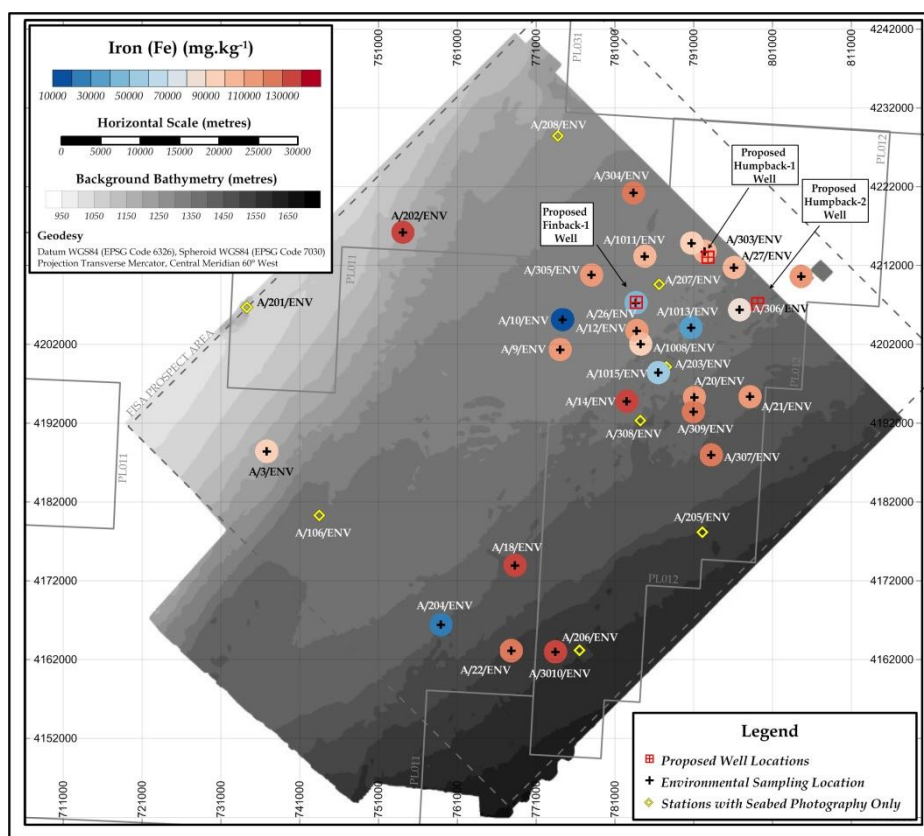 Iron (Fe) (mg.kg-1)
10000 30000 50000 70000 90000 110000 130000
Horizontal Scale (metres)
0 5000 10000 15000 20000 25000 30000
Background Bathymetry (metres)
950 1050 1150 1250 1350 1450 1550 1650
Geodesy
Datum WGS84 (EPSG Code 6326), Spheroid WGS84 (EPSG Code 7030)
Projection Transverse Mercator, Central Meridian 60° West
751000
761000
771000
781000
791000
801000
811000
4242000
4232000
4222000
4212000
4202000
4192000
4182000
4172000
4162000
4152000
PL031
PL012
A/208/ENV
Proposed
Humpback-1
Well
Proposed
Humpback-2
Well
A/304/ENV
Proposed
Finback-1
Well
A/202/ENV
A/1011/ENV
A/303/ENV
A/27/ENV
PL011
A/305/ENV
A/207/ENV
A/201/ENV
A/26/ENV
A/1013/ENV
A/306/ENV
A/10/ENV
A/12/ENV
A/9/ENV
A/1008/ENV
4202000
A/203/ENV
A/1015/ENV
PL012
FISA PROSPECT AREA
A/20/ENV
A/14/ENV
A/21/ENV
4192000
A/308/ENV
A/309/ENV
PL011
A/3/ENV
A/307/ENV
4182000
A/106/ENV
A/205/ENV
A/18/ENV
4172000
PL012
A/204/ENV
A/206/ENV
4162000
A/22/ENV
A/3010/ENV
4152000
PL011
Legend
Proposed Well Locations
Environmental Sampling Location
Stations with Seabed Photography Only
711000
721000
731000
741000
751000
761000
771000
781000